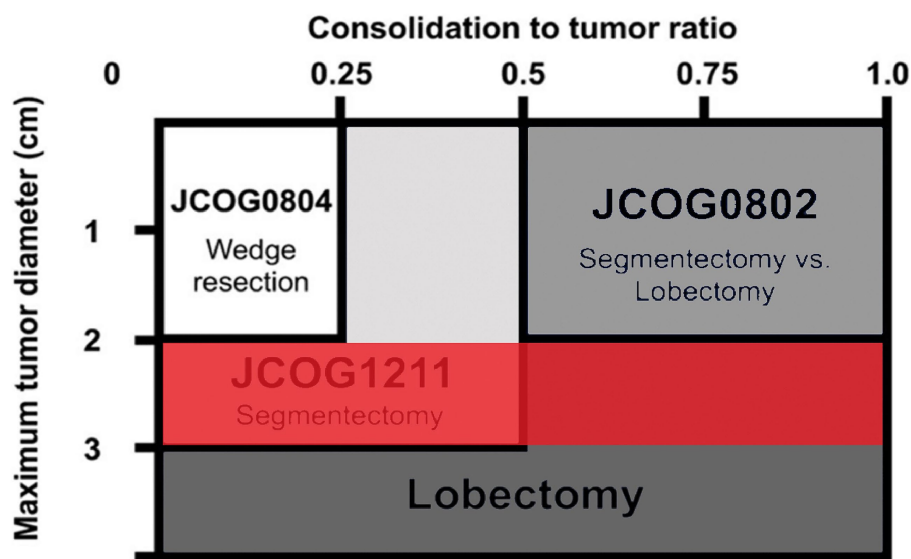 Consolidation to tumor ratio
0 0.25 0.5 0.75 1.0
Maximum tumor diameter (cm)
1
2
3
JCOG0804
Wedge
resection
JCOG0802
Segmentectomy vs.
Lobectomy
JCOG1211
Segmentectomy
Lobectomy